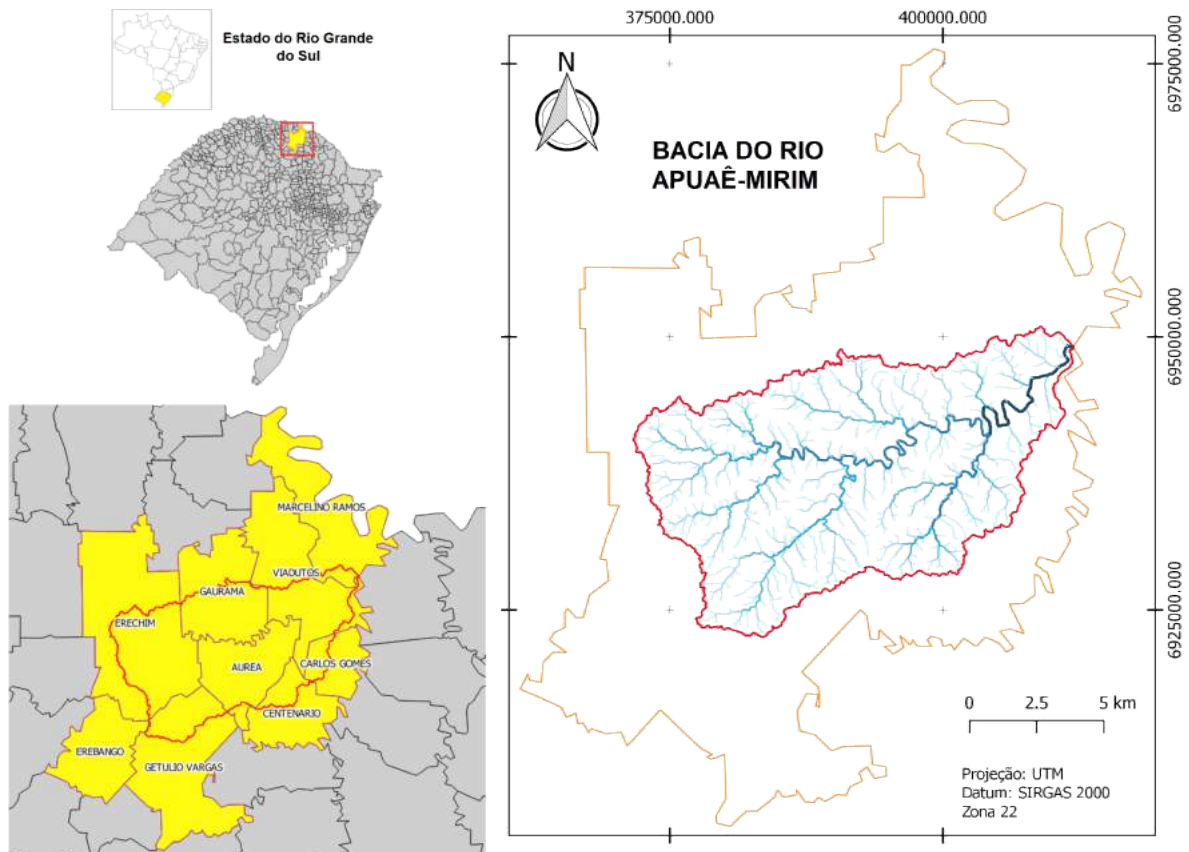 Estado do Rio Grande
do Sul
375000.000
400000.000
N
BACIA DO RIO
APUAÊ-MIRIM
6975000.000
6950000.000
6925000.000
0 2.5 5 km
Projeção: UTM
Datum: SIRGAS 2000
Zona 22
MARCELINO RAMOS
VIADUTOS
GAURAMA
ERECHIM
AUREA
CARLOS GOMES
CENTENARIO
EREBANGO
GETULIO VARGAS